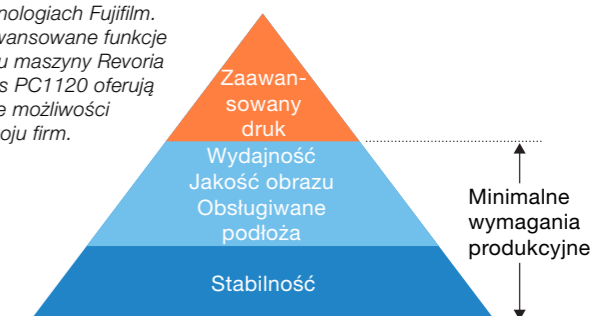 nologiach Fujifilm.
wansowane funkcje
u maszyny Revoria
s PC1120 oferują
e możliwości
oju firm.
Zaawan-
sowany
druk
Wydajność
Jakość obrazu
Obsługiwane
podłoża
Stabilność
Minimalne
wymagania
produkcyjne